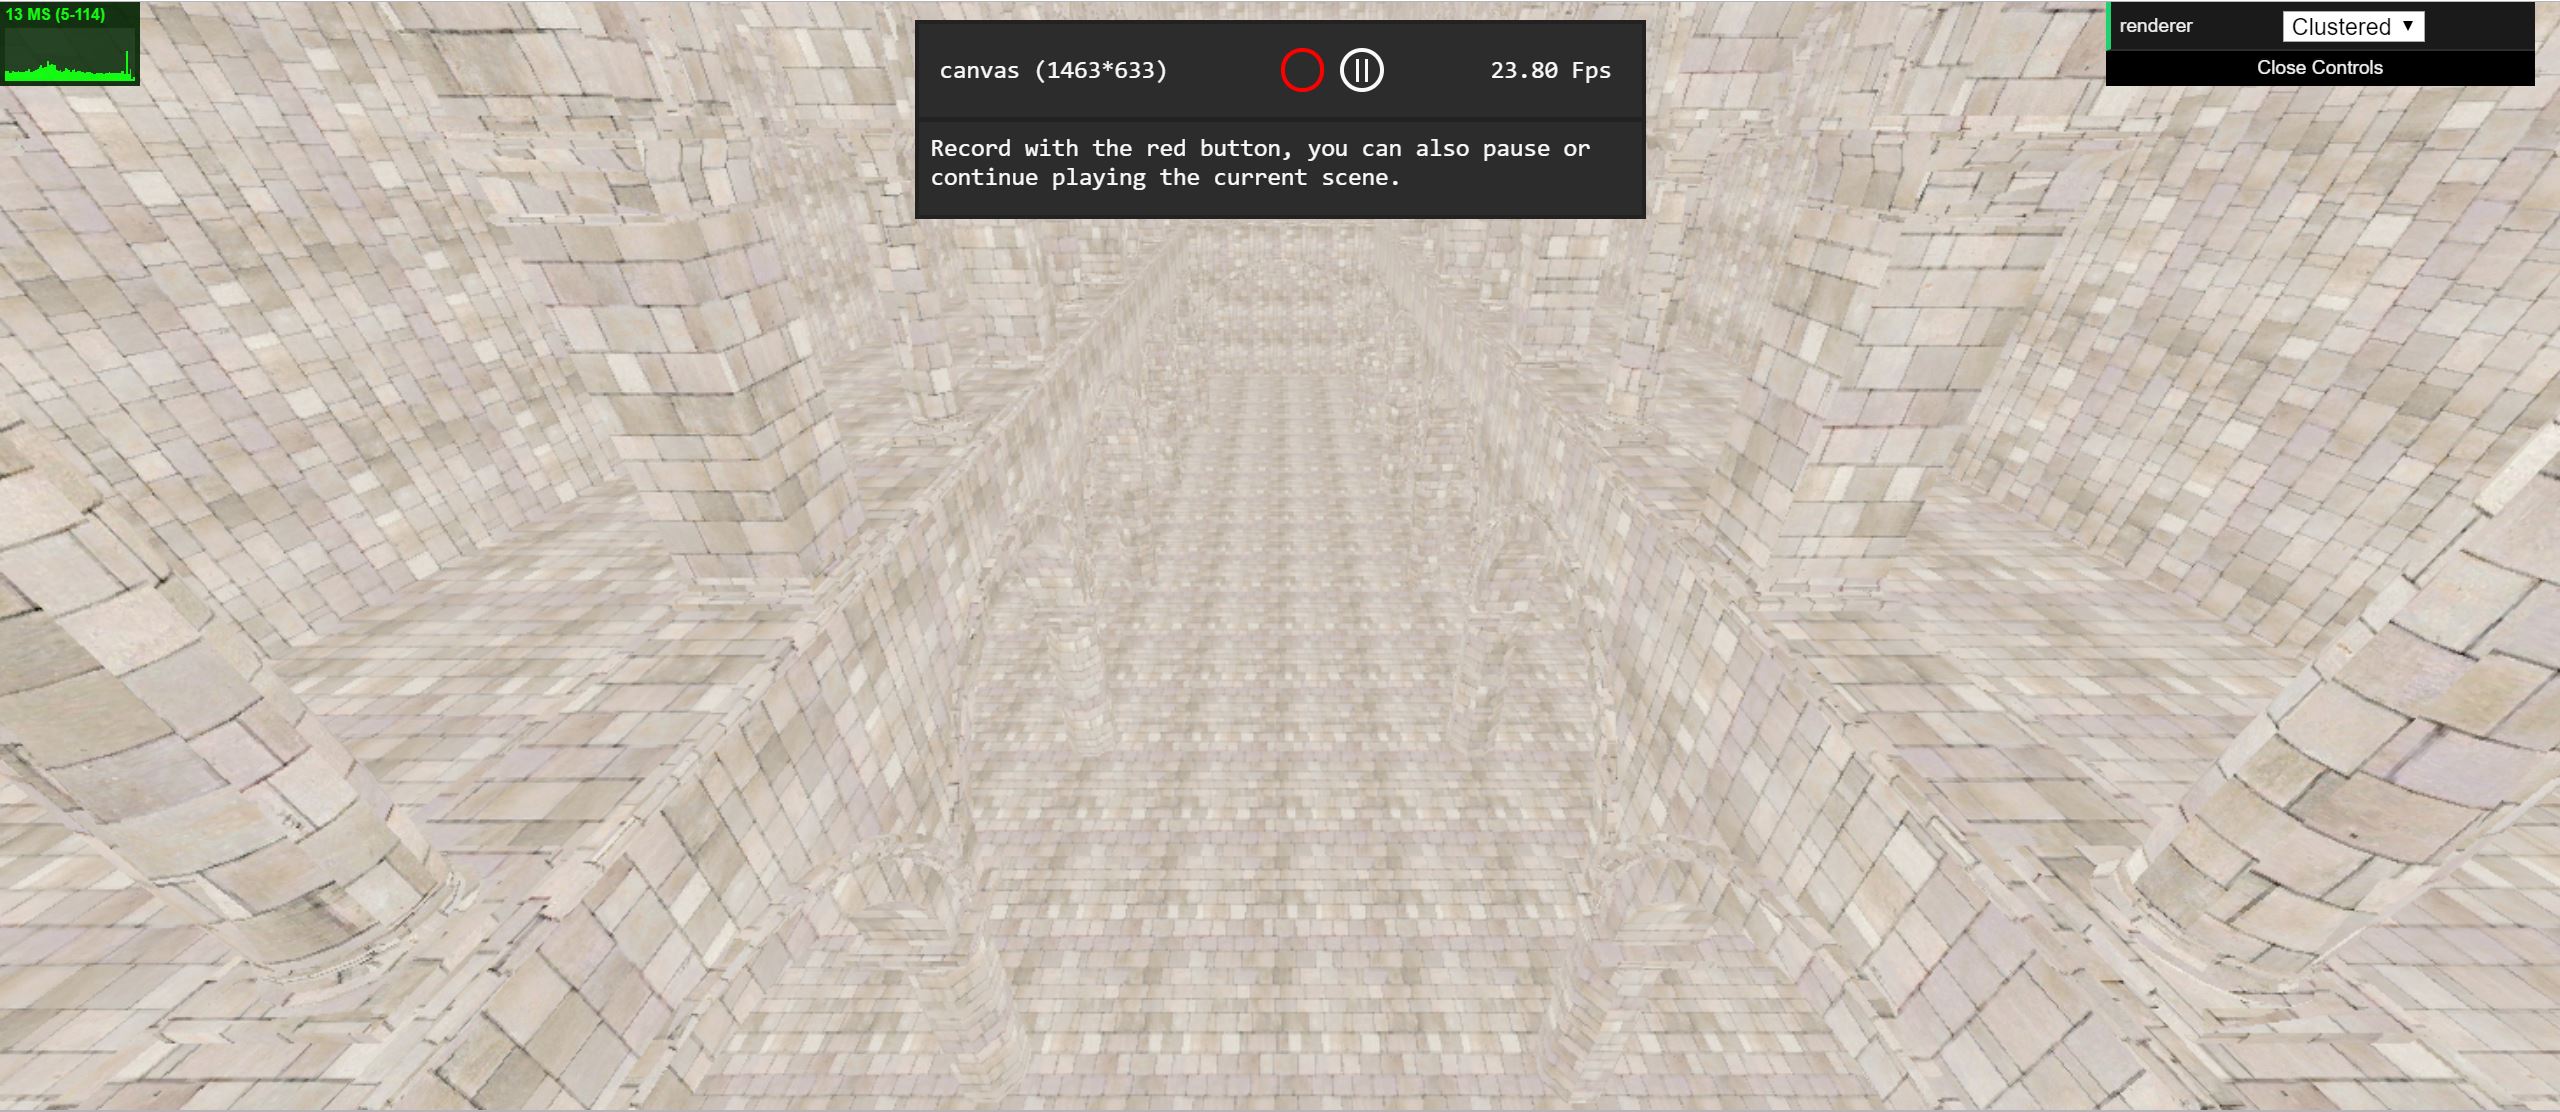 13 MS (5-114)
canvas (1463*633)
23.80 Fps
Record with the red button, you can also pause or
continue playing the current scene.
renderer
Clustered
Close Controls